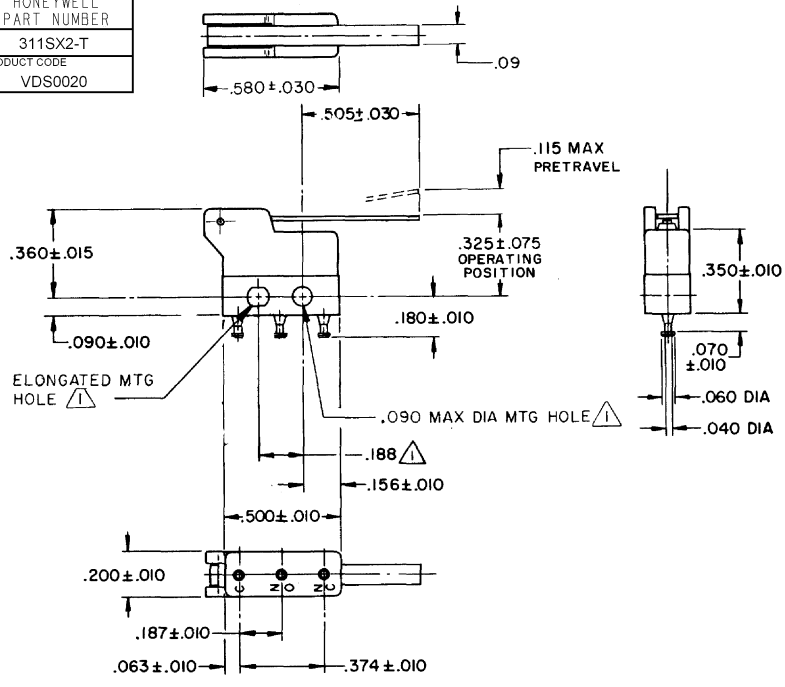 HONEYWELL
PART NUMBER
311SX2-T
ODUCT CODE
VDS0020
.09
.580±.030
.505±.030
.115 MAX
PRETRAVEL
.360±.015
.325±.075
OPERATING
POSITION
.350±.010
.180±.010
.090±.010
.070
±.010
ELONGATED MTG
HOLE 1
.060 DIA
.090 MAX DIA MTG HOLE 1
.040 DIA
.188 1
.156±.010
.500±.010
.200±.010
C
NO
NC
.187±.010
.063±.010
.374±.010